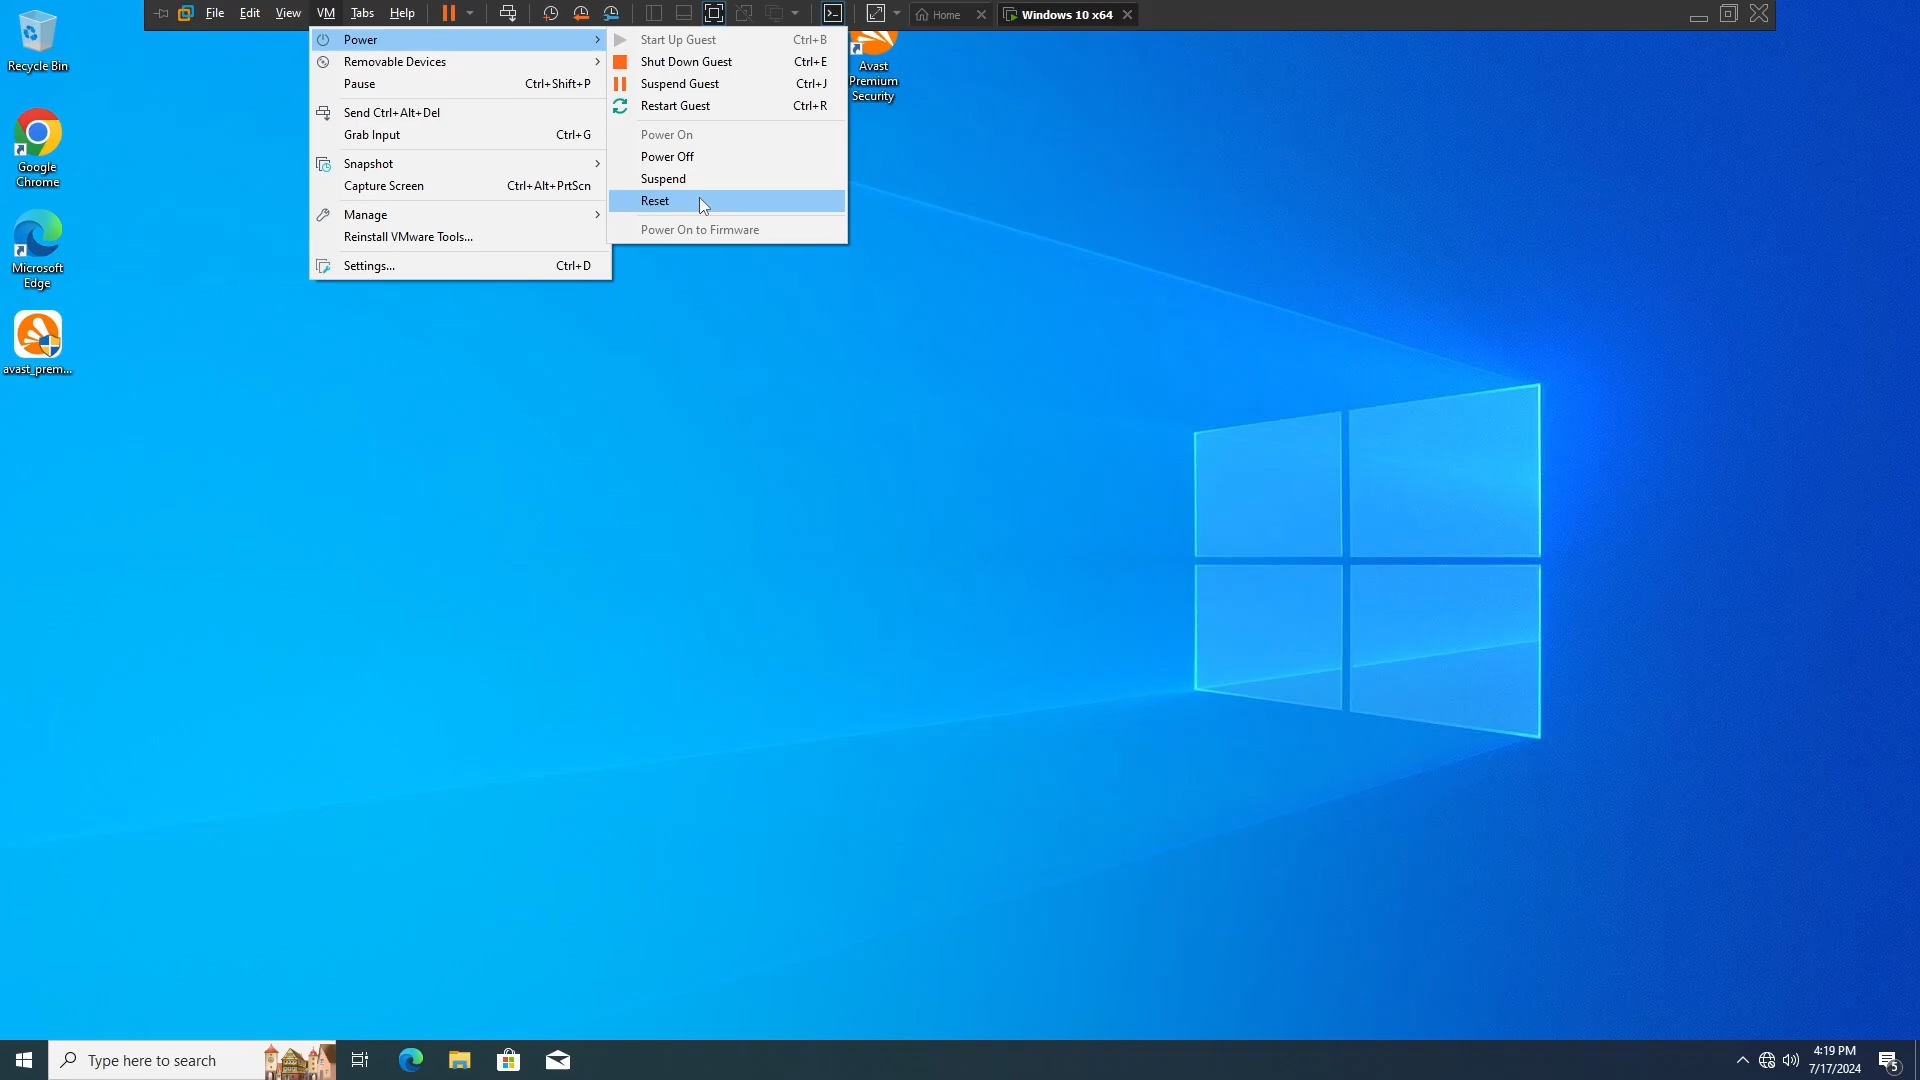 File Edit View VM Tabs Help Home Windows 10 x64
Power
Removable Devices
Pause Ctrl+Shift+P
Send Ctrl+Alt+Del
Grab Input Ctrl+G
Snapshot
Capture Screen Ctrl+Alt+PrtScn
Manage
Reinstall VMware Tools...
Settings... Ctrl+D
Start Up Guest Ctrl+B
Shut Down Guest Ctrl+E
Suspend Guest Ctrl+J
Restart Guest Ctrl+R
Power On
Power Off
Suspend
Reset
Power On to Firmware
Recycle Bin
Google
Chrome
Microsoft
Edge
avast_prem...
Avast
Premium
Security
Type here to search
4:19 PM
7/17/2024
5